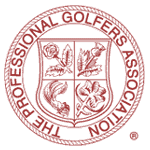 THE PROFESSIONAL GOLFERS ASSOCIATION
®